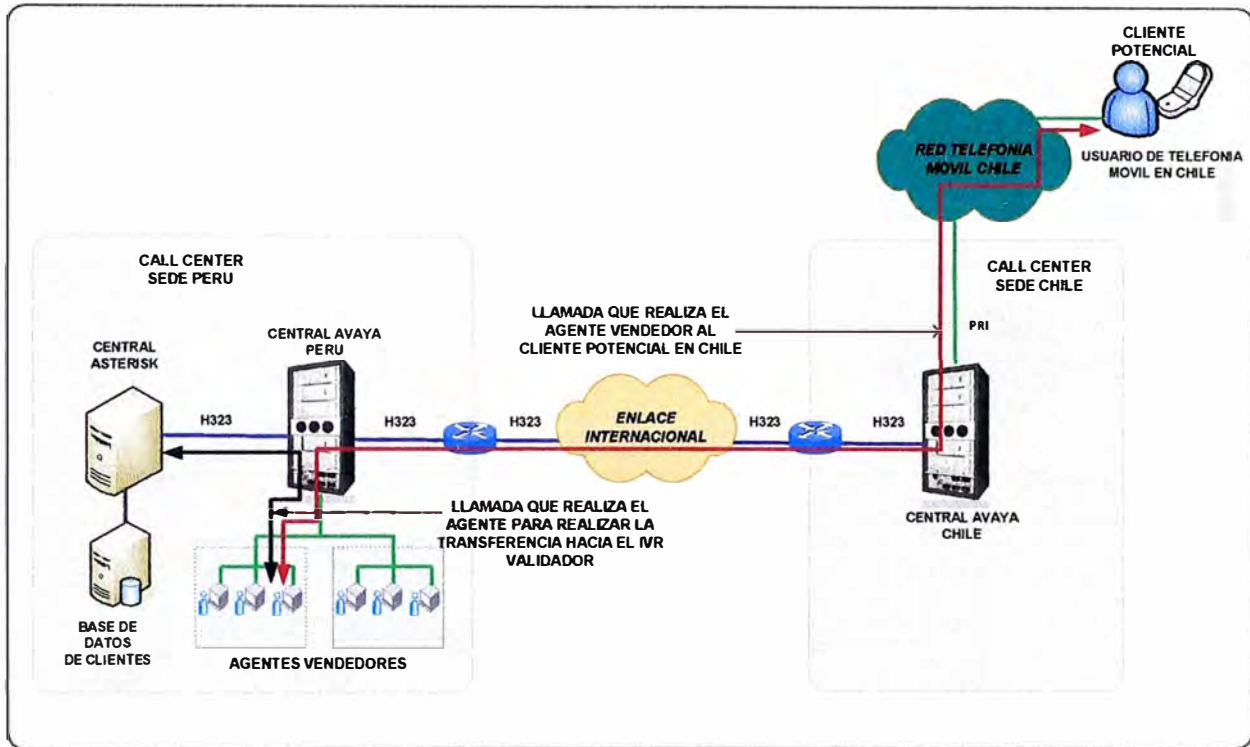 CLIENTE
POTENCIAL
RED TELEFONIA
MOVIL CHILE
USUARIO DE TELEFONIA
MOVIL EN CHILE
CALL CENTER
SEDE PERU
CALL CENTER
SEDE CHILE
LLAMADA QUE REALIZA EL
AGENTE VENDEDOR AL
CLIENTE POTENCIAL EN CHILE
PRI
CENTRAL AVAYA
PERU
CENTRAL
ASTERISK
H323
H323
H323
ENLACE
INTERNACIONAL
H323
H323
LLAMADA QUE REALIZA EL
AGENTE PARA REALIZAR LA
TRANSFERENCIA HACIA EL IVR
VALIDADOR
CENTRAL AVAYA
CHILE
BASE DE
DATOS
DE CLIENTES
AGENTES VENDEDORES